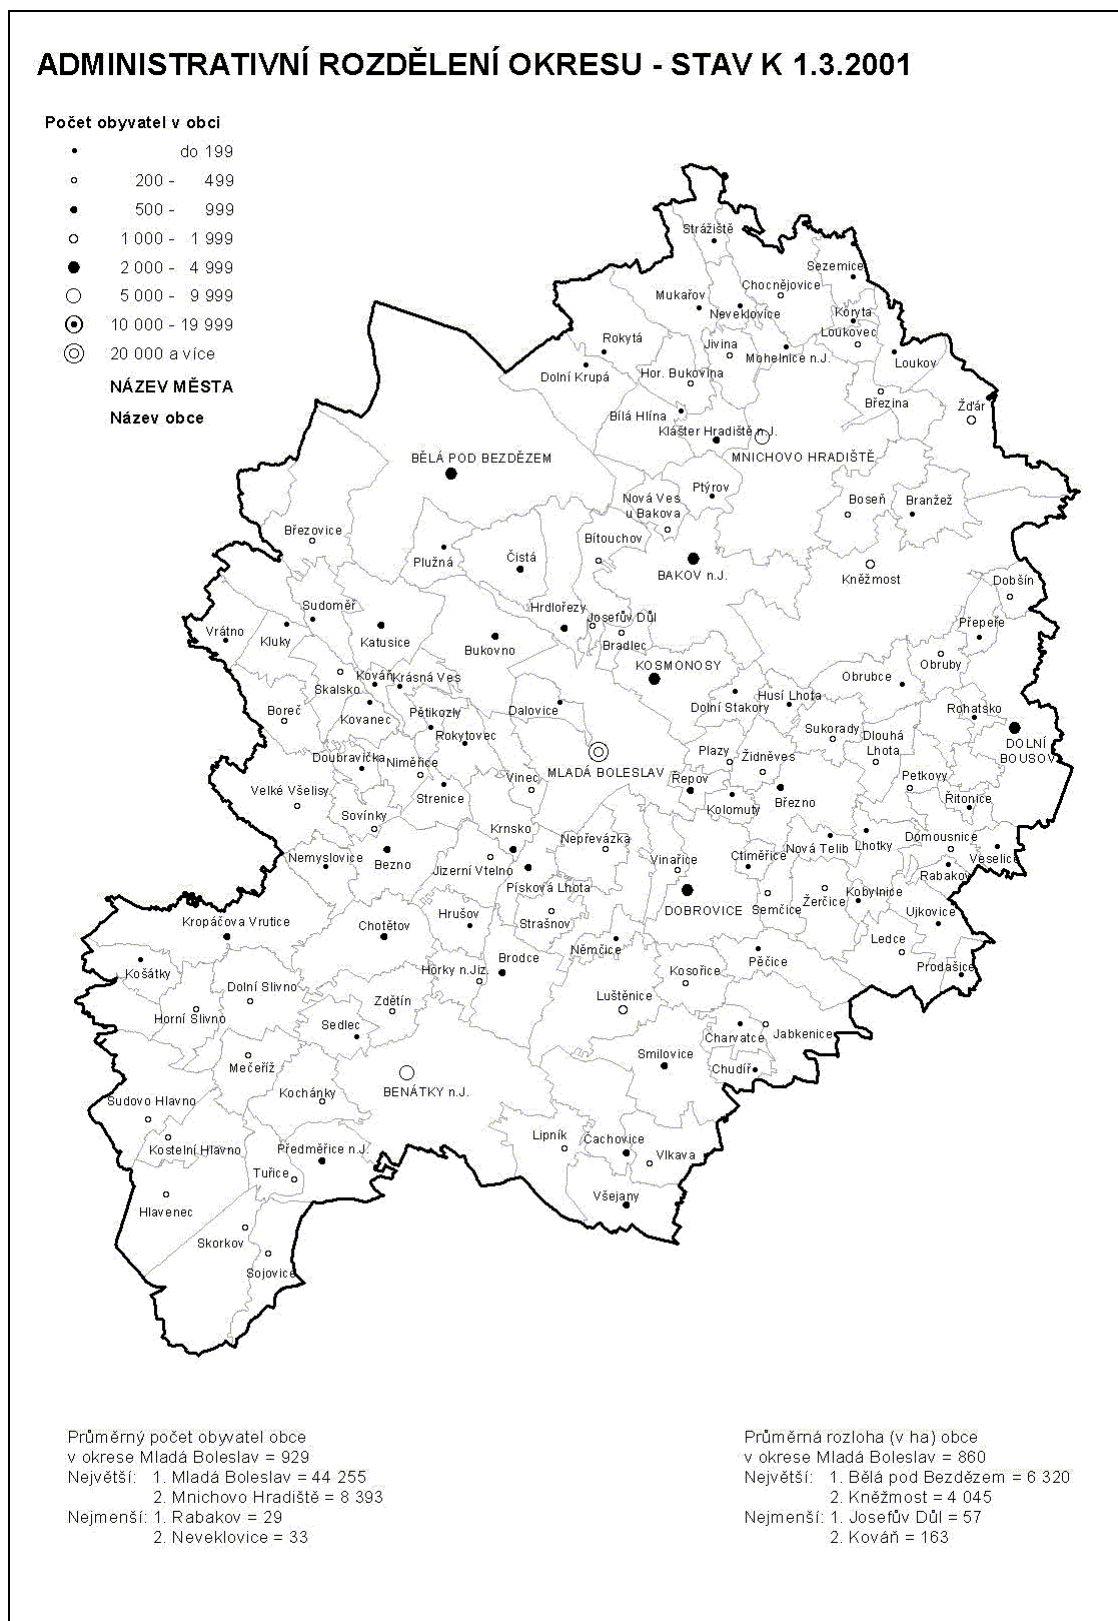 ADMINISTRATIVNÍ ROZDĚLENÍ OKRESU - STAV K 1.3.2001
Počet obyvatel v obci
do 199
200 - 499
500 - 999
1 000 - 1 999
2 000 - 4 999
5 000 - 9 999
10 000 - 19 999
20 000 a více
NÁZEV MĚSTA
Název obce
Strážiště
Sezemice
Chocnějovice
Mukařov
Neveklovice
Koryta
Loukovec
Rokytá
Jivina
Mohelnice n.J.
Loukov
Dolní Krupá
Hor. Bukovina
Březina
Žďár
Bílá Hlína
Klášter Hradiště n.J.
MNICHOVO HRADIŠTĚ
BĚLÁ POD BEZDĚZEM
Ptýrov
Nová Ves
u Bakova
Boseň
Branžež
Březovice
Bítouchov
Plužná
Čistá
BAKOV n.J.
Kněžmost
Dobšín
Sudoměř
Hrdlořezy
Josefův Důl
Přepeře
Vrátno
Kluky
Katusice
Bukovno
Bradlec
Obruby
KOSMONOSY
Skalsko
Kováň
Krásná Ves
Obrubce
Husí Lhota
Boreč
Kovanec
Pětikozly
Dalovice
Dolní Stakory
Rohatsko
Sukorady
Dlouhá
Lhota
Rokytovec
DOLNÍ
BOUSOV
Doubravička
Niměřice
MLADÁ BOLESLAV
Plazy
Židněves
Vinec
Řepov
Petkovy
Velké Všelisy
Strenice
Kolomuty
Březno
Řitonice
Sovínky
Krnsko
Nepřevázka
Nová Telib
Lhotky
Domousnice
Nemyslovice
Bezno
Jizerní Vtelno
Vinařice
Ctiměřice
Veselice
Rabakov
Písková Lhota
DOBROVICE
Semčice
Žerčice
Kobylnice
Kropáčova Vrutice
Chotětov
Hrušov
Strašnov
Ujkovice
Němčice
Ledce
Košátky
Brodce
Pěčice
Hórky n.Jiz.
Kosořice
Prodašice
Dolní Slivno
Zdětín
Luštěnice
Horní Slivno
Sedlec
Charvatce
Jabkenice
Mečeříž
Smilovice
Chudíř
Kochánky
BENÁTKY n.J.
Sudovo Hlavno
Lipník
Čachovice
Kostelní Hlavno
Předměřice n.J.
Vlkava
Tuřice
Hlavenec
Všejany
Skorkov
Sojovice
Průměrný počet obyvatel obce
v okrese Mladá Boleslav = 929
Největší: 1. Mladá Boleslav = 44 255
2. Mnichovo Hradiště = 8 393
Nejmenší: 1. Rabakov = 29
2. Neveklovice = 33
Průměrná rozloha (v ha) obce
v okrese Mladá Boleslav = 860
Největší: 1. Bělá pod Bezdězem = 6 320
2. Kněžmost = 4 045
Nejmenší: 1. Josefův Důl = 57
2. Kováň = 163